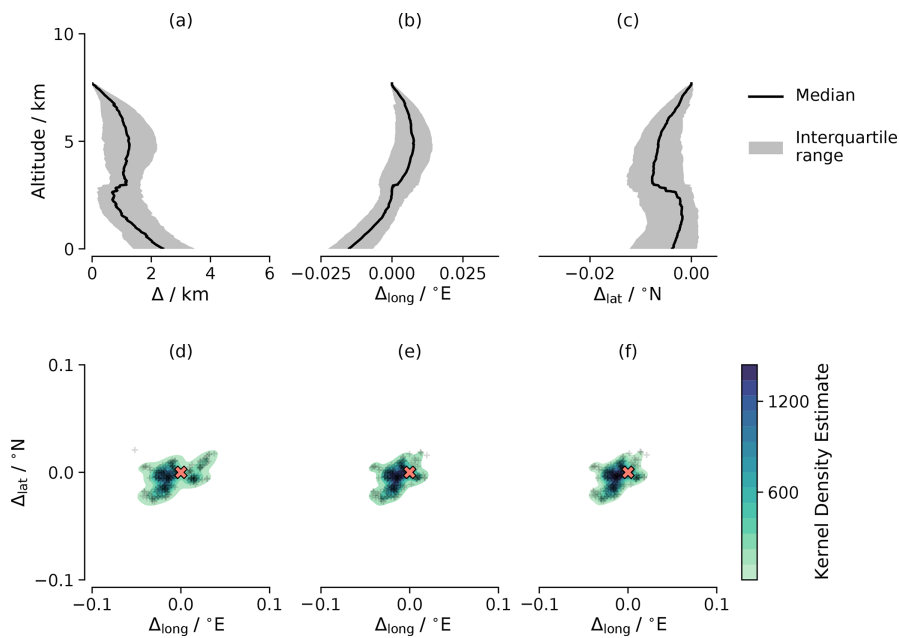 (a) (b) (c)
10
5
0
Altitude / km
0 2 4 6
Δ / km
−0.025 0.000 0.025
Δlong / °E
−0.02 0.00
Δlat / °N
Median
Interquartile
range
(d) (e) (f)
0.1
0.0
−0.1
Δlat / °N
−0.1 0.0 0.1
Δlong / °E
−0.1 0.0 0.1
Δlong / °E
−0.1 0.0 0.1
Δlong / °E
1200
600
Kernel Density Estimate